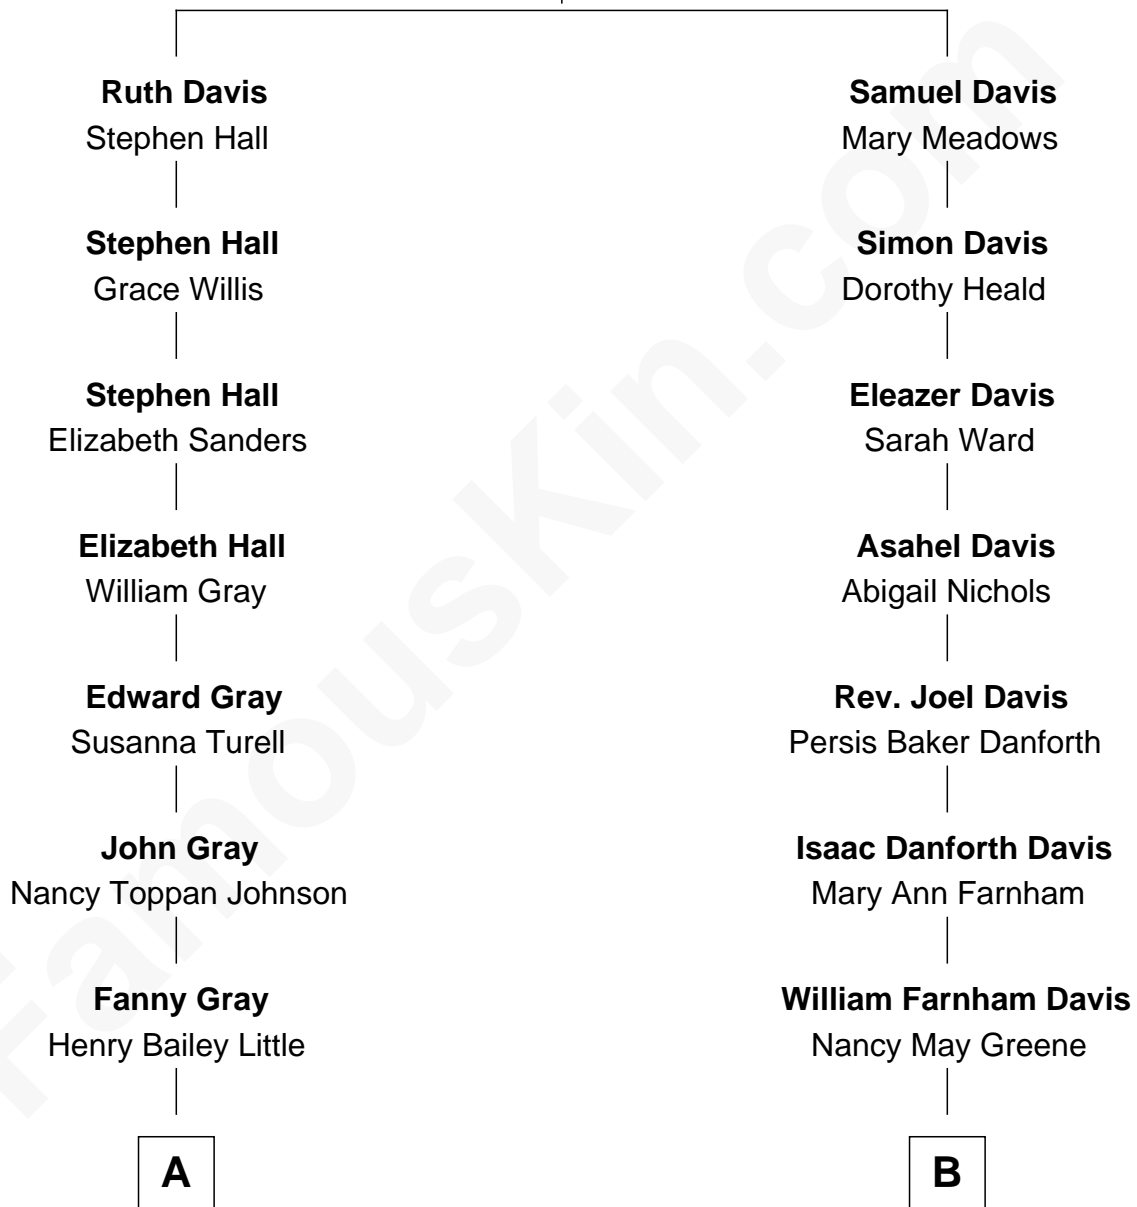 Ruth Davis
Stephen Hall
Stephen Hall
Grace Willis
Stephen Hall
Elizabeth Sanders
Elizabeth Hall
William Gray
Edward Gray
Susanna Turell
John Gray
Nancy Toppan Johnson
Fanny Gray
Henry Bailey Little
A
Samuel Davis
Mary Meadows
Simon Davis
Dorothy Heald
Eleazer Davis
Sarah Ward
Asahel Davis
Abigail Nichols
Rev. Joel Davis
Persis Baker Danforth
Isaac Danforth Davis
Mary Ann Farnham
William Farnham Davis
Nancy May Greene
B
FamousKin.com